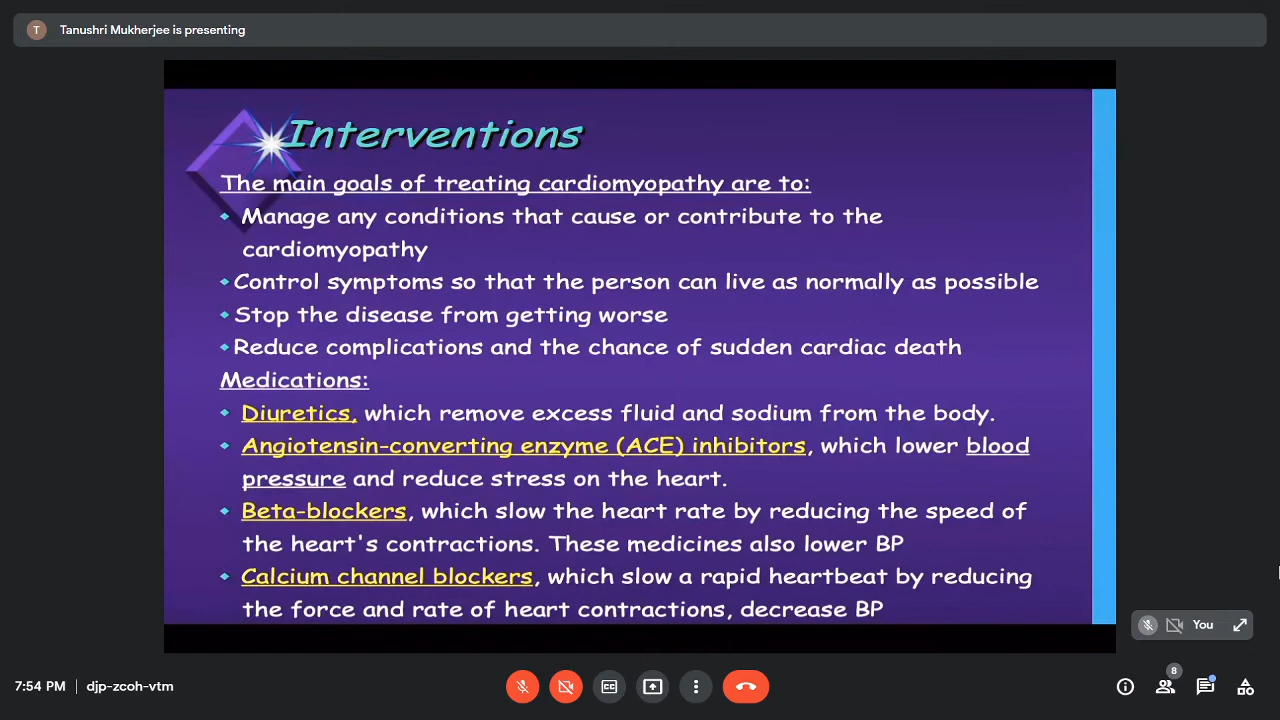 T Tanushri Mukherjee is presenting
Interventions
The main goals of treating cardiomyopathy are to:
Manage any conditions that cause or contribute to the
cardiomyopathy
Control symptoms so that the person can live as normally as possible
Stop the disease from getting worse
Reduce complications and the chance of sudden cardiac death
Medications:
Diuretics, which remove excess fluid and sodium from the body.
Angiotensin-converting enzyme (ACE) inhibitors, which lower blood
pressure and reduce stress on the heart.
Beta-blockers, which slow the heart rate by reducing the speed of
the heart's contractions. These medicines also lower BP
Calcium channel blockers, which slow a rapid heartbeat by reducing
the force and rate of heart contractions, decrease BP
You
7:54 PM | djp-zcoh-vtm
CC
8